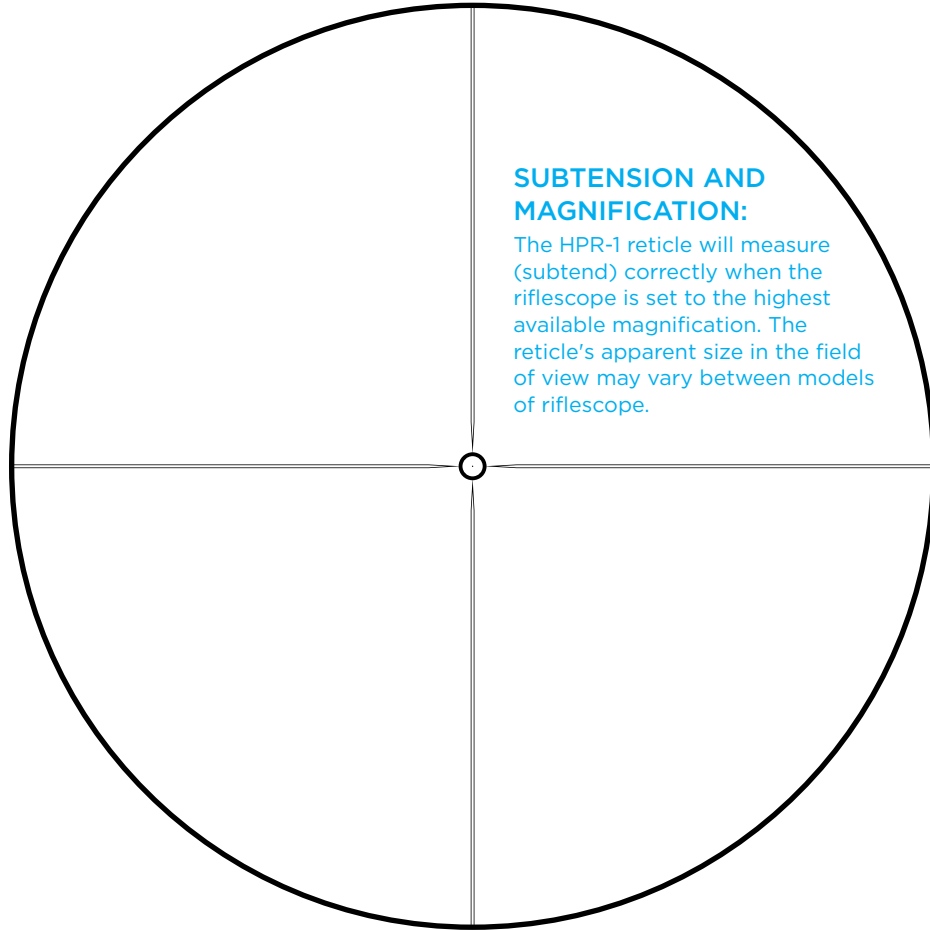 SUBTENSION AND
MAGNIFICATION:
The HPR-1 reticle will measure
(subtend) correctly when the
riflescope is set to the highest
available magnification. The
reticle's apparent size in the field
of view may vary between models
of riflescope.